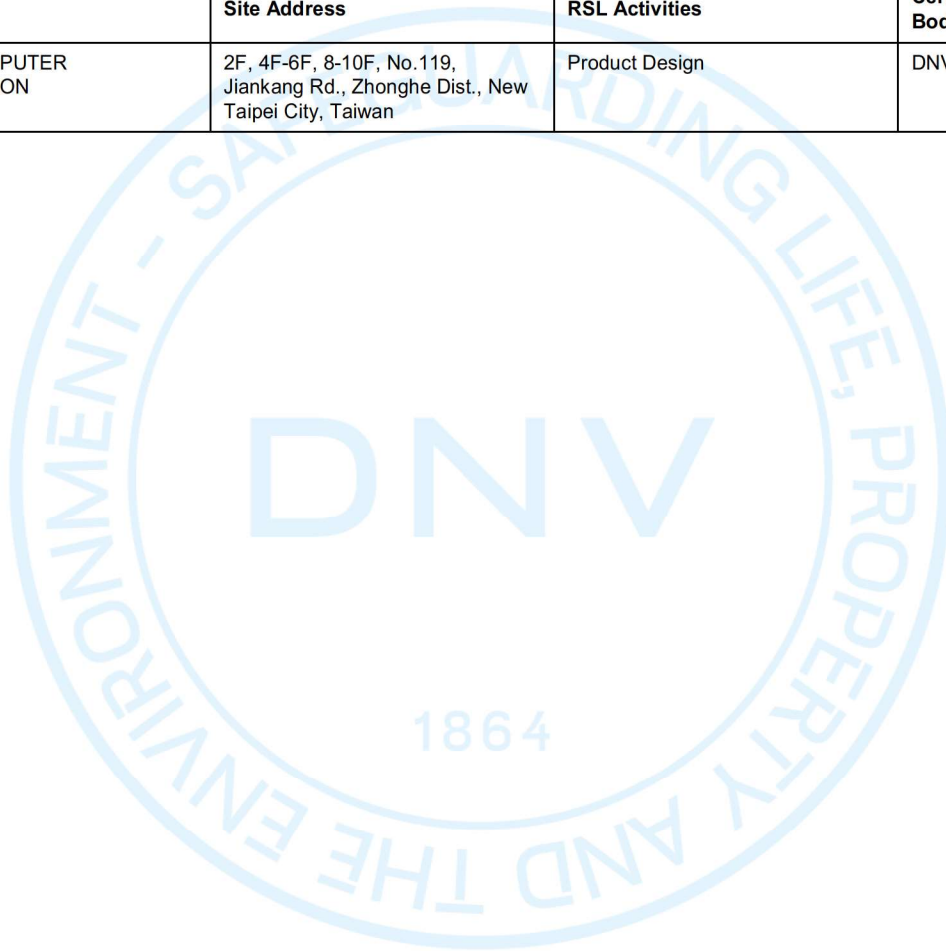 Site Address
RSL Activities
PUTER
ON
2F, 4F-6F, 8-10F, No.119,
Jiankang Rd., Zhonghe Dist., New
Taipei City, Taiwan
Product Design
DNV
SAFEGUARDING LIFE, PROPERTY AND THE ENVIRONMENT -
DNV
1864